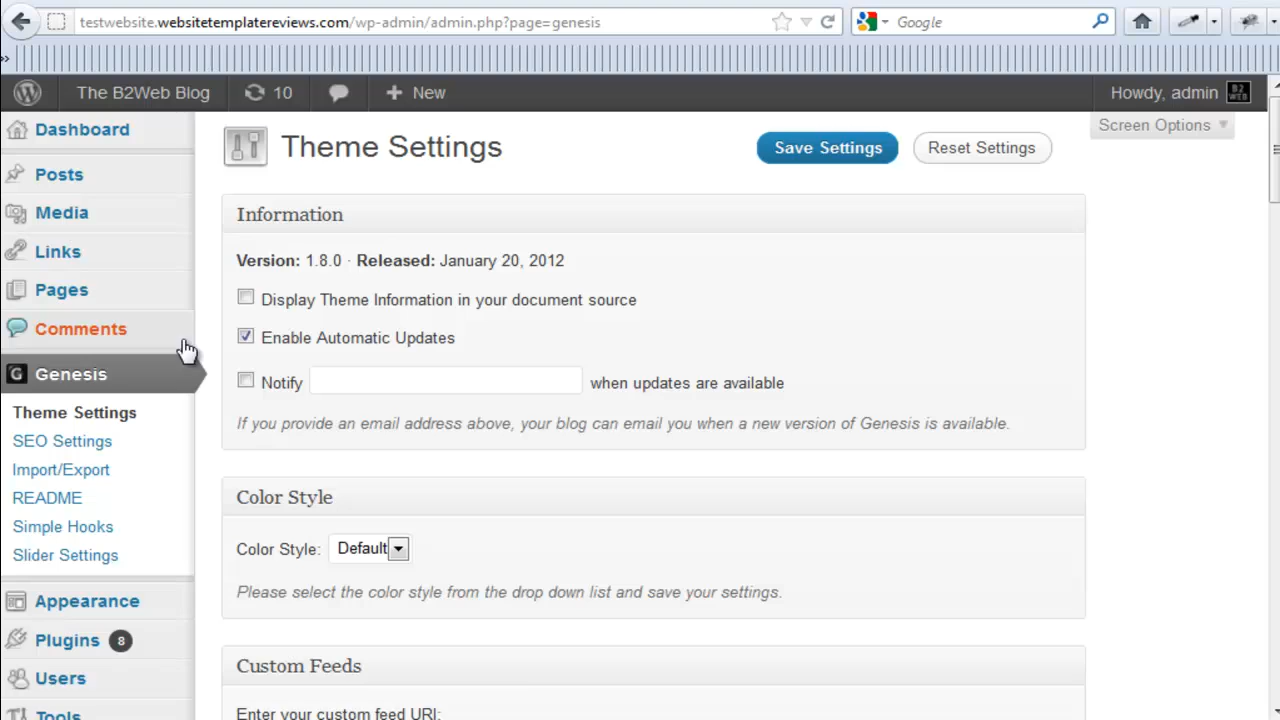 testwebsite.websitetemplatereviews.com/wp-admin/admin.php?page=genesis
Google
The B2Web Blog
10
New
Howdy, admin
B2
WEB
Screen Options
Dashboard
Posts
Media
Links
Pages
Comments
G Genesis
Theme Settings
SEO Settings
Import/Export
README
Simple Hooks
Slider Settings
Appearance
Plugins 8
Users
Tools
Theme Settings
Save Settings
Reset Settings
Information
Version: 1.8.0 · Released: January 20, 2012
Display Theme Information in your document source
Enable Automatic Updates
Notify when updates are available
If you provide an email address above, your blog can email you when a new version of Genesis is available.
Color Style
Color Style: Default
Please select the color style from the drop down list and save your settings.
Custom Feeds
Enter your custom feed URI: